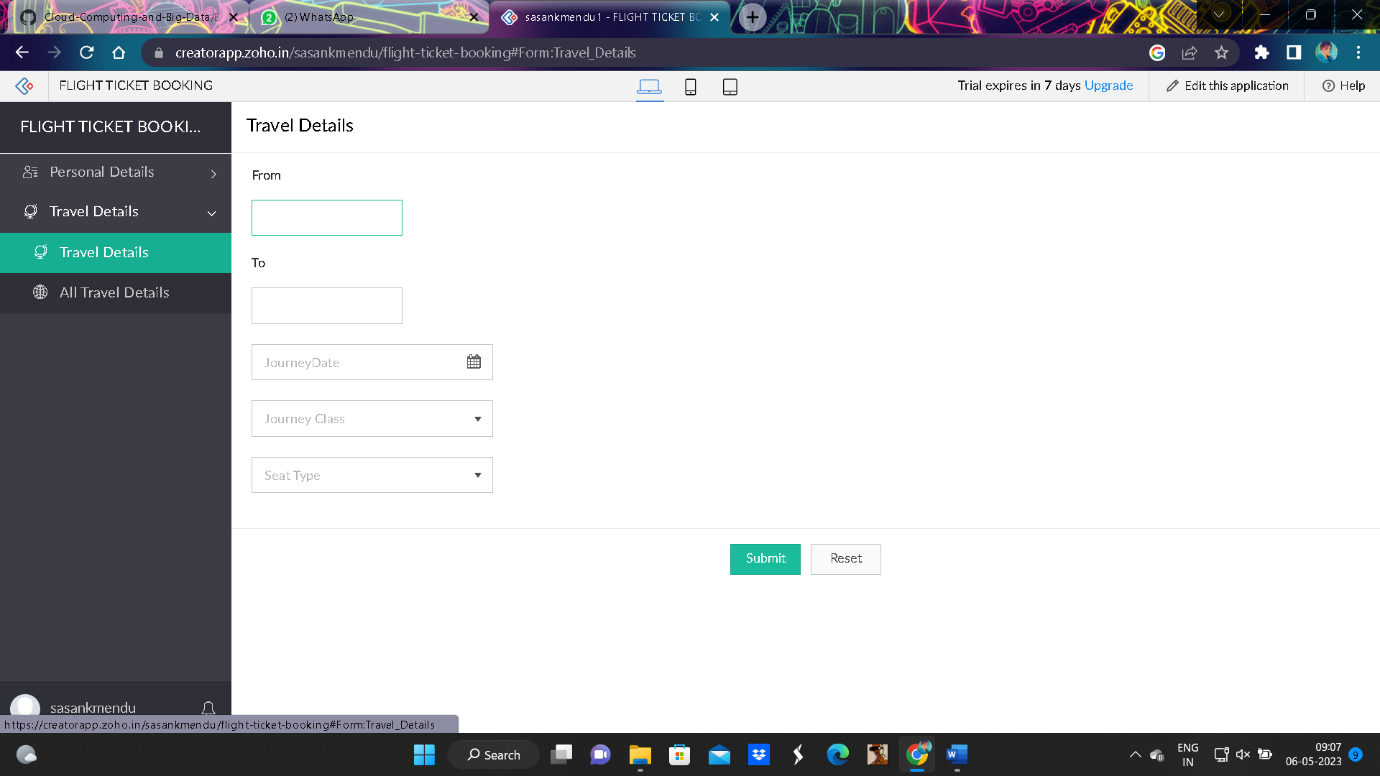 Cloud-Computing-and-Big-Data/E
(2) WhatsApp
sasankmendu1 - FLIGHT TICKET BO
creatorapp.zoho.in/sasankmendu/flight-ticket-booking#Form:Travel_Details
FLIGHT TICKET BOOKING
Trial expires in 7 days Upgrade
Edit this application
Help
FLIGHT TICKET BOOKI...
Travel Details
Personal Details
Travel Details
Travel Details
All Travel Details
From
To
JourneyDate
Journey Class
Seat Type
Submit
Reset
sasankmendu
https://creatorapp.zoho.in/sasankmendu/flight-ticket-booking#Form:Travel_Details
Search
ENG
IN
09:07
06-05-2023
9